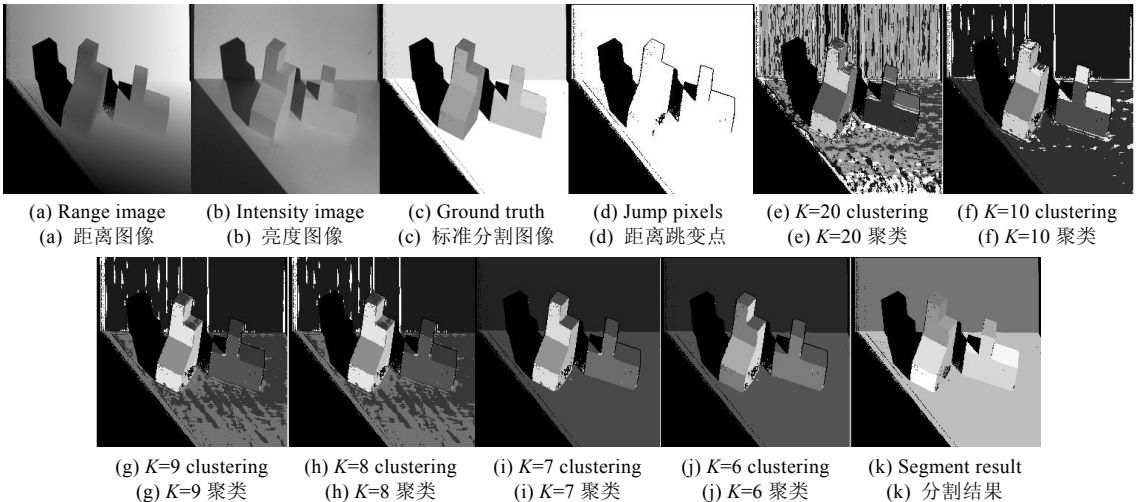 (a) Range image (b) Intensity image (c) Ground truth (d) Jump pixels (e) K=20 clustering (f) K=10 clustering
(a) 距离图像 (b) 亮度图像 (c) 标准分割图像 (d) 距离跳变点 (e) K=20 聚类 (f) K=10 聚类
(g) K=9 clustering (h) K=8 clustering (i) K=7 clustering (j) K=6 clustering (k) Segment result
(g) K=9 聚类 (h) K=8 聚类 (i) K=7 聚类 (j) K=6 聚类 (k) 分割结果